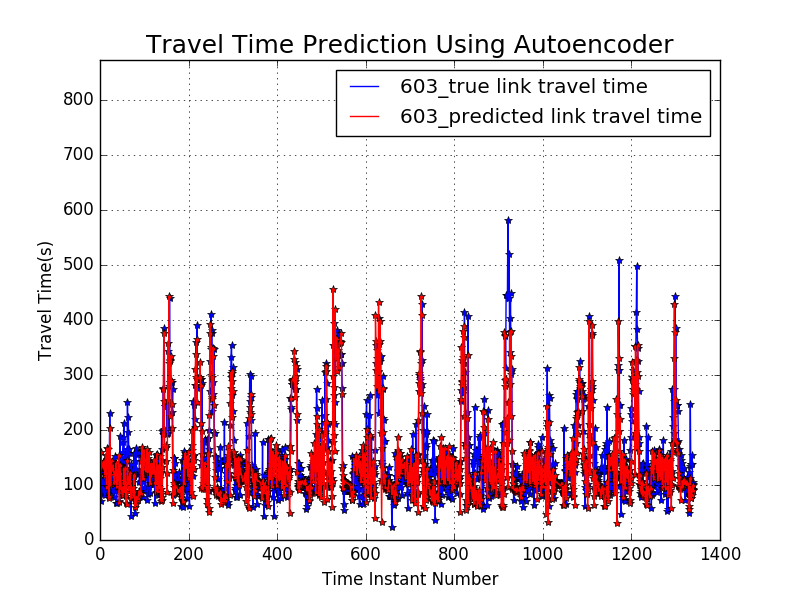 Travel Time Prediction Using Autoencoder
603_true link travel time
603_predicted link travel time
Travel Time(s)
800
700
600
500
400
300
200
100
0
0 200 400 600 800 1000 1200 1400
Time Instant Number